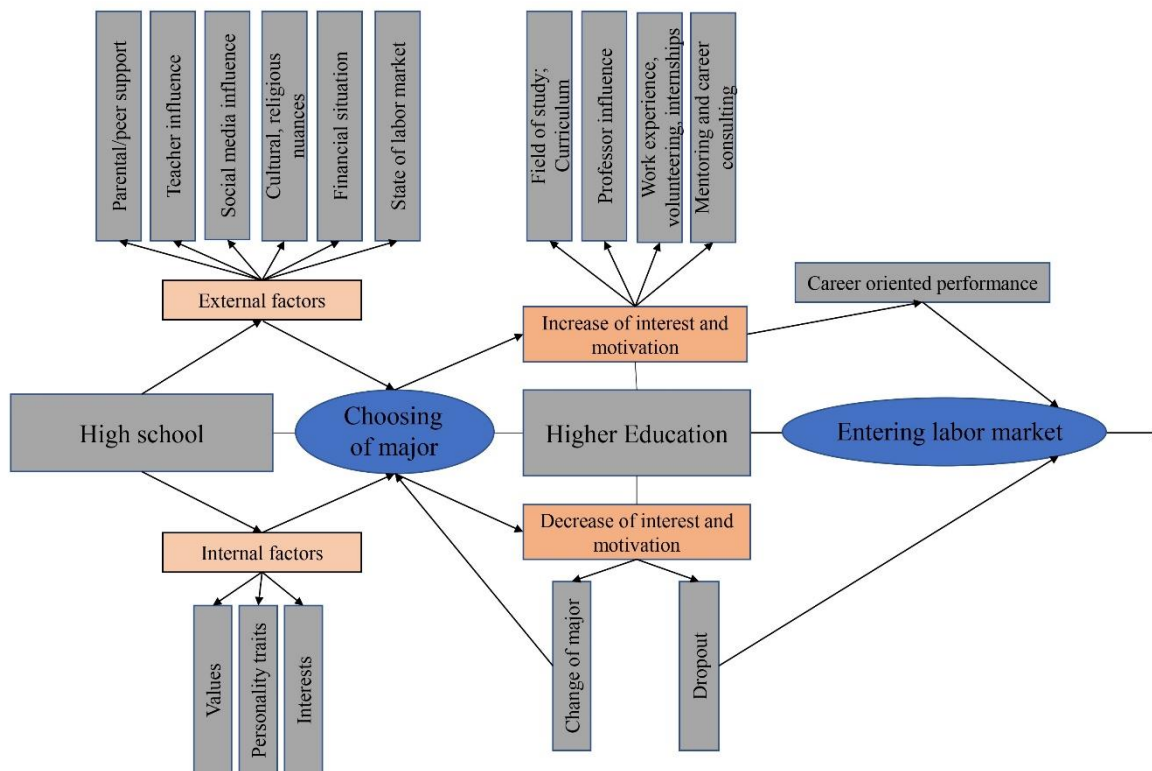 Parental/peer support
Teacher influence
Social media influence
Cultural, religious
nuances
Financial situation
State of labor market
Field of study;
Curriculum
Professor influence
Work experience,
volunteering, internships
Mentoring and career
consulting
External factors
Increase of interest and
motivation
Career oriented performance
High school
Choosing
of major
Higher Education
Entering labor market
Internal factors
Decrease of interest and
motivation
Values
Personality traits
Interests
Change of major
Dropout